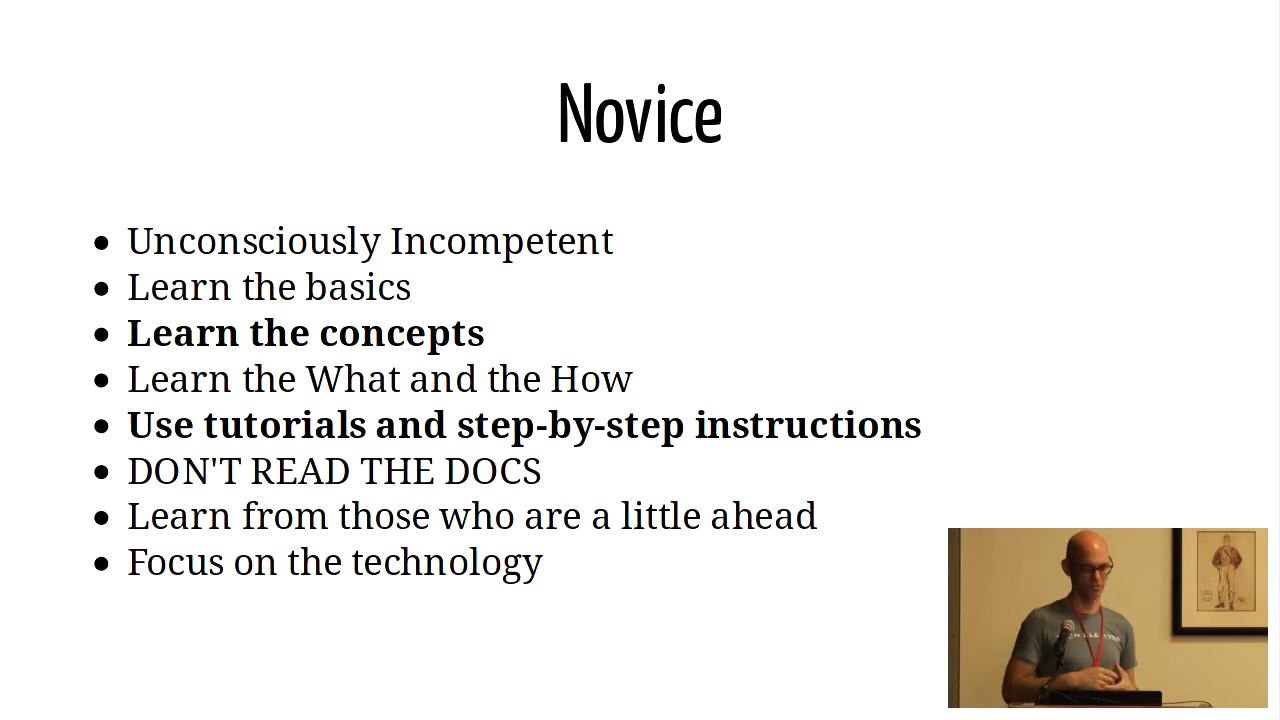 Novice
Unconsciously Incompetent
Learn the basics
Learn the concepts
Learn the What and the How
Use tutorials and step-by-step instructions
DON'T READ THE DOCS
Learn from those who are a little ahead
Focus on the technology